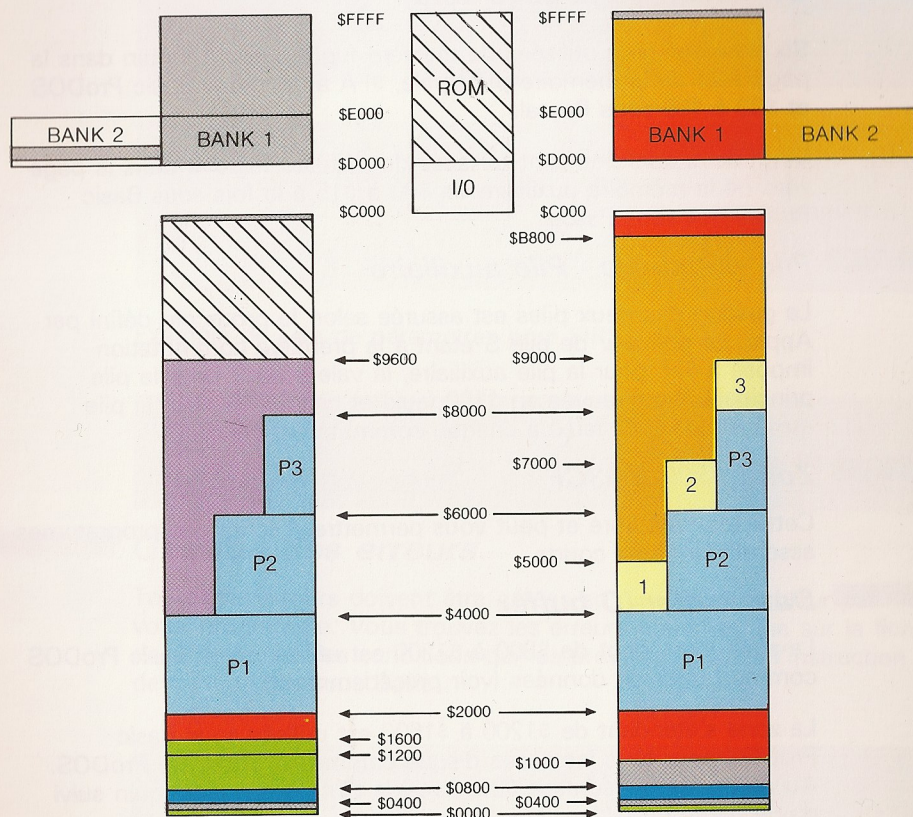 $FFFF
$FFFF
ROM
$E000
$E000
BANK 2
BANK 1
BANK 1
BANK 2
$D000
$D000
I/0
$C000
$C000
$B800
$9600
$9000
3
$8000
P3
$7000
P3
2
$6000
P2
$5000
P2
1
$4000
P1
P1
$2000
$1600
$1200
$1000
$0800
$0400
$0400
$0000